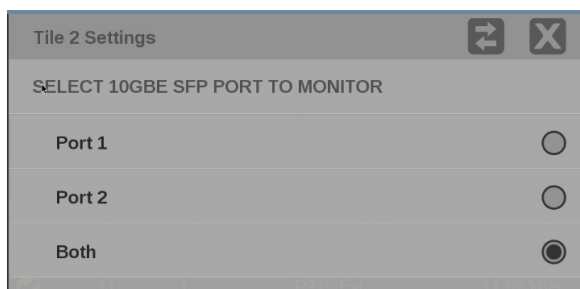 Tile 2 Settings
SELECT 10GBE SFP PORT TO MONITOR
Port 1
Port 2
Both